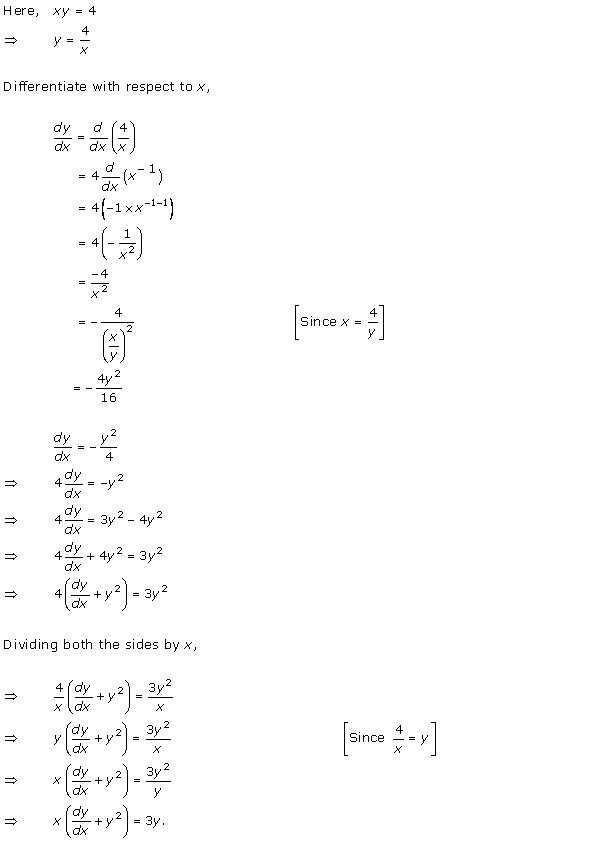 Here, xy = 4
⇒ y = 4/x
Differentiate with respect to x,
dy/dx = d/dx (4/x)
= 4 d/dx (x^(-1))
= 4(-1 × x^(-1-1))
= 4(- 1/x^2)
= -4/x^2
= - 4/(x/y)^2 [Since x = 4/y]
= - 4y^2/16
dy/dx = - y^2/4
⇒ 4 dy/dx = -y^2
⇒ 4 dy/dx = 3y^2 - 4y^2
⇒ 4 dy/dx + 4y^2 = 3y^2
⇒ 4(dy/dx + y^2) = 3y^2
Dividing both the sides by x,
⇒ 4/x (dy/dx + y^2) = 3y^2/x
⇒ y(dy/dx + y^2) = 3y^2/x [Since 4/x = y]
⇒ x(dy/dx + y^2) = 3y^2/y
⇒ x(dy/dx + y^2) = 3y.